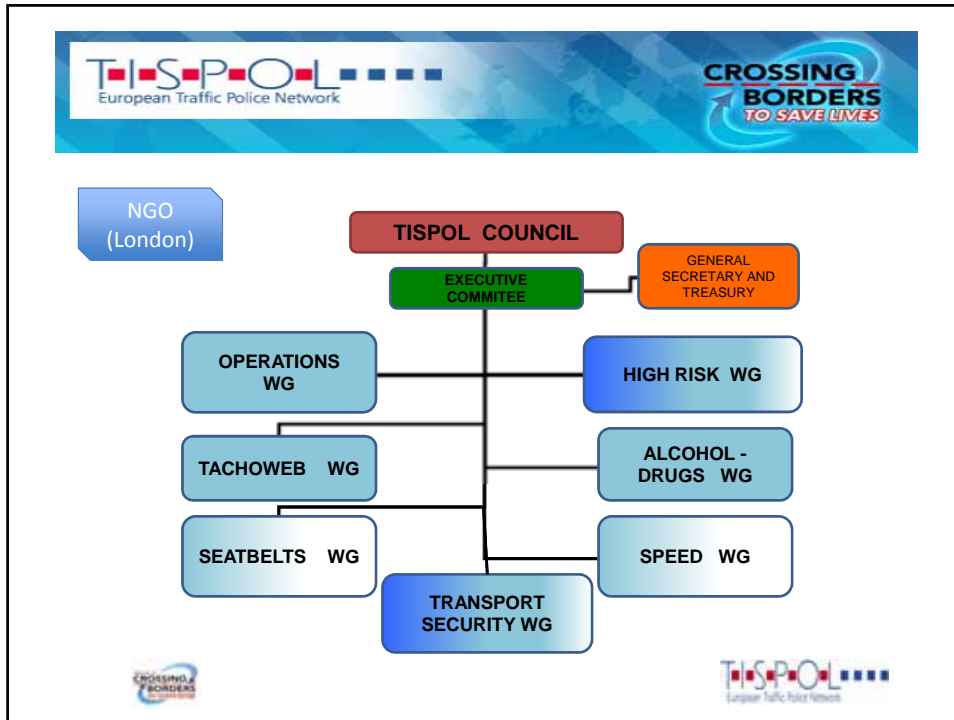 T·I·S·P·O·L
European Traffic Police Network
CROSSING
BORDERS
TO SAVE LIVES
NGO
(London)
TISPOL COUNCIL
EXECUTIVE
COMMITEE
GENERAL
SECRETARY AND
TREASURY
OPERATIONS
WG
HIGH RISK WG
TACHOWEB WG
ALCOHOL -
DRUGS WG
SEATBELTS WG
SPEED WG
TRANSPORT
SECURITY WG
CROSSING
BORDERS
T·I·S·P·O·L
European Traffic Police Network